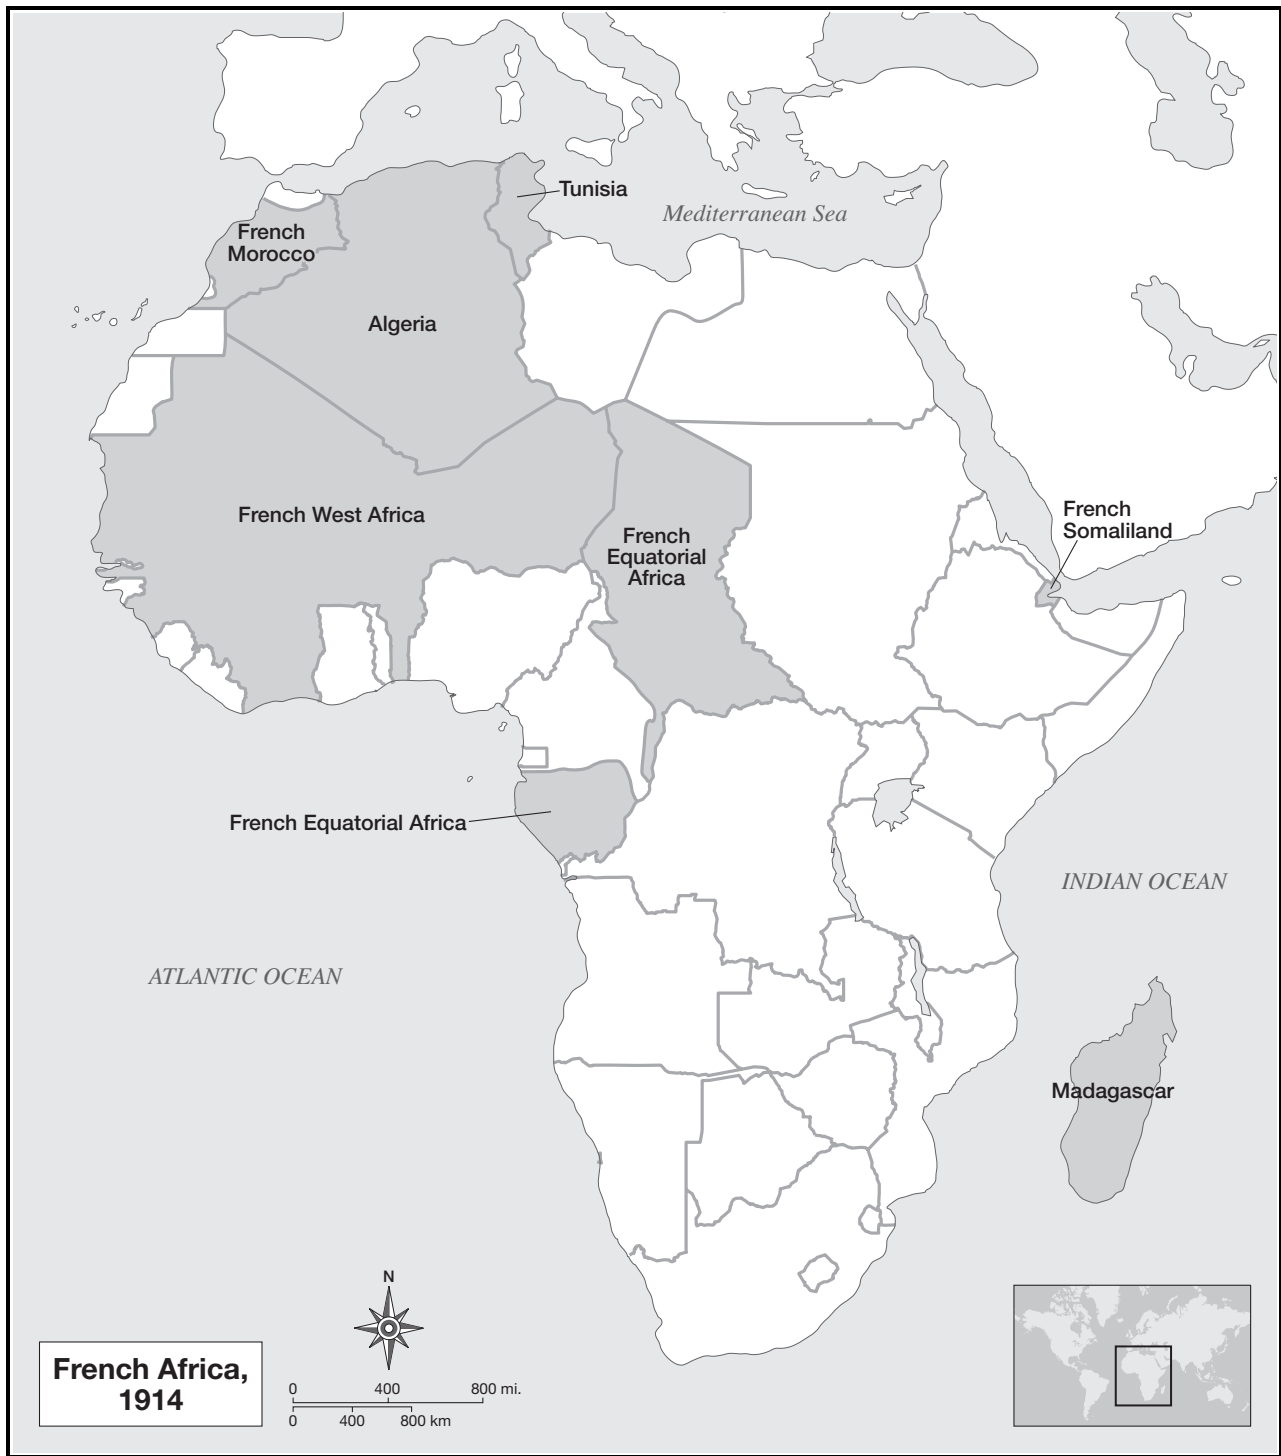 Tunisia
Mediterranean Sea
French
Morocco
Algeria
French West Africa
French
Somaliland
French
Equatorial
Africa
French Equatorial Africa
INDIAN OCEAN
ATLANTIC OCEAN
Madagascar
N
French Africa,
1914
0 400 800 mi.
0 400 800 km